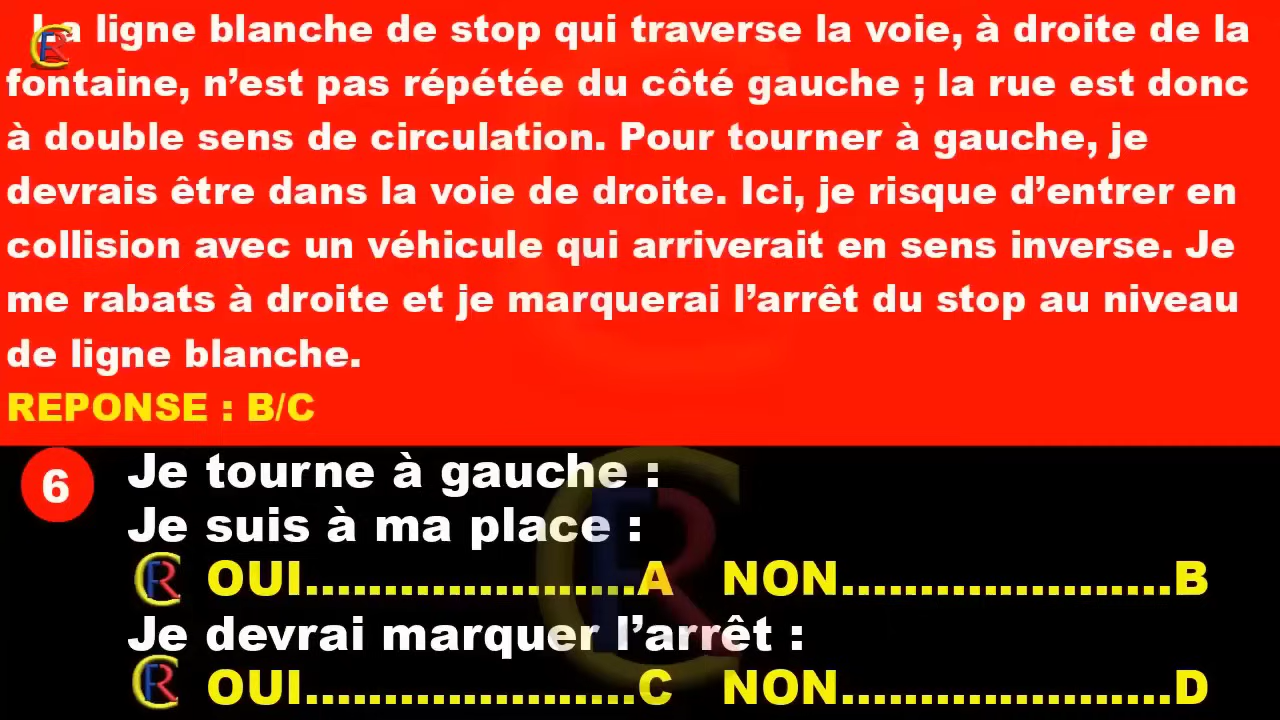 La ligne blanche de stop qui traverse la voie, à droite de la
fontaine, n’est pas répétée du côté gauche ; la rue est donc
à double sens de circulation. Pour tourner à gauche, je
devrais être dans la voie de droite. Ici, je risque d’entrer en
collision avec un véhicule qui arriverait en sens inverse. Je
me rabats à droite et je marquerai l’arrêt du stop au niveau
de ligne blanche.
REPONSE : B/C
6 Je tourne à gauche :
Je suis à ma place :
OUI.....................A NON.....................B
Je devrai marquer l’arrêt :
OUI.....................C NON.....................D